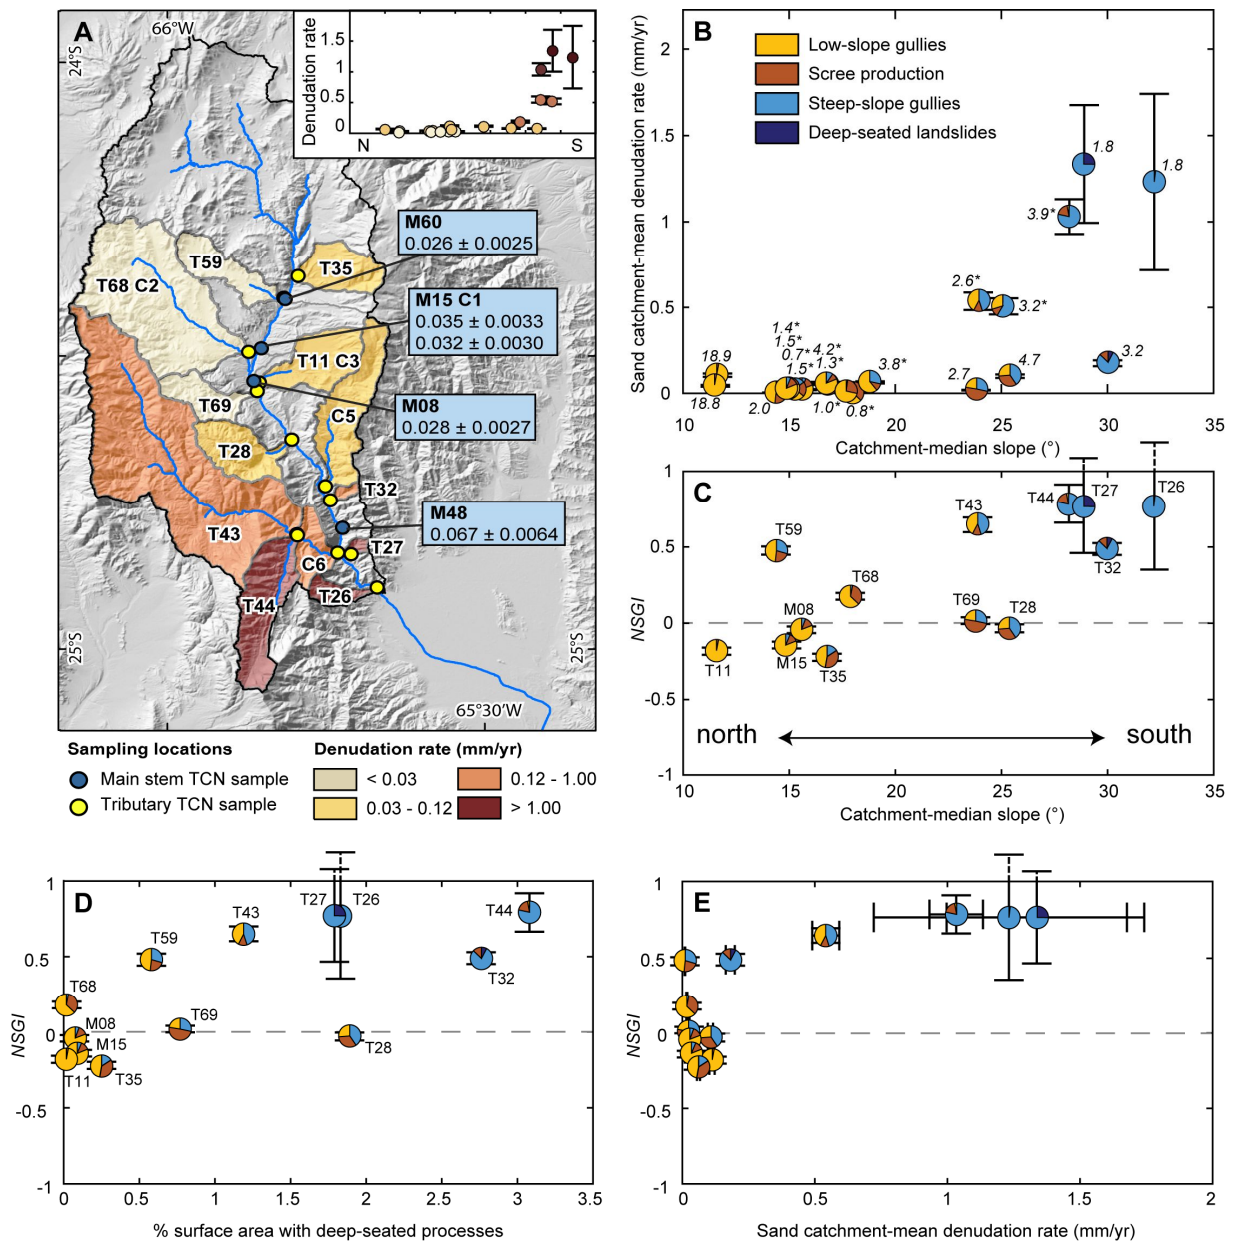 A
66°W
24°S
Denudation rate
1.5
1
0.5
0
N
S
M60
0.026 ± 0.0025
T59
T35
T68 C2
M15 C1
0.035 ± 0.0033
0.032 ± 0.0030
T11 C3
T69
C5
M08
0.028 ± 0.0027
T28
T32
M48
0.067 ± 0.0064
T43
T27
C6
T44
T26
25°S
25°S
65°30'W
Sampling locations
Main stem TCN sample
Tributary TCN sample
Denudation rate (mm/yr)
< 0.03
0.03 - 0.12
0.12 - 1.00
> 1.00
B
Sand catchment-mean denudation rate (mm/yr)
2
1.5
1
0.5
0
Low-slope gullies
Scree production
Steep-slope gullies
Deep-seated landslides
1.8
1.8
3.9*
2.6*
3.2*
1.4*
1.5*
0.7*
4.2*
18.9
1.5*
1.3*
3.8*
4.7
3.2
2.7
18.8
2.0
1.0*
0.8*
10
15
20
25
30
35
Catchment-median slope (°)
C
NSGI
1
0.5
0
-0.5
-1
T44
T27
T26
T43
T59
T32
T68
M08
T69
T28
T11
M15
T35
north
south
10
15
20
25
30
35
Catchment-median slope (°)
D
NSGI
1
0.5
0
-0.5
-1
T27
T26
T44
T43
T59
T32
T68
T69
M08
M15
T28
T11
T35
0
0.5
1
1.5
2
2.5
3
3.5
% surface area with deep-seated processes
E
NSGI
1
0.5
0
-0.5
-1
0
0.5
1
1.5
2
Sand catchment-mean denudation rate (mm/yr)